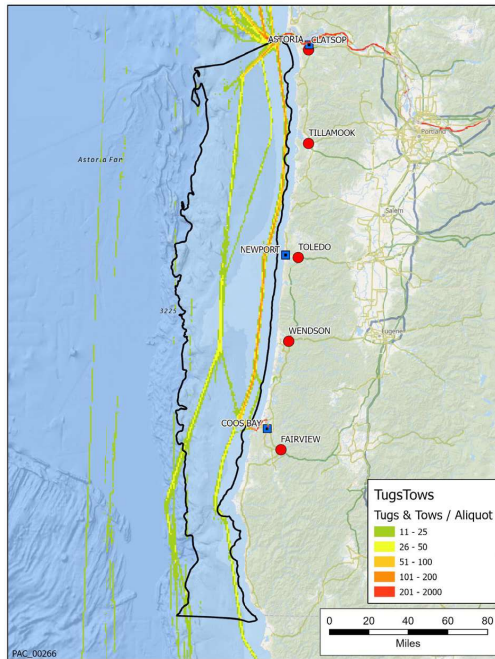 ASTORIA
CLATSOP
Portland
TILLAMOOK
Astoria Fan
Salem
NEWPORT
TOLEDO
3225
WENDSON
Eugene
COOS BAY
FAIRVIEW
TugsTows
Tugs & Tows / Aliquot
11 - 25
26 - 50
51 - 100
101 - 200
201 - 2000
0 20 40 60 80
Miles
PAC_00266